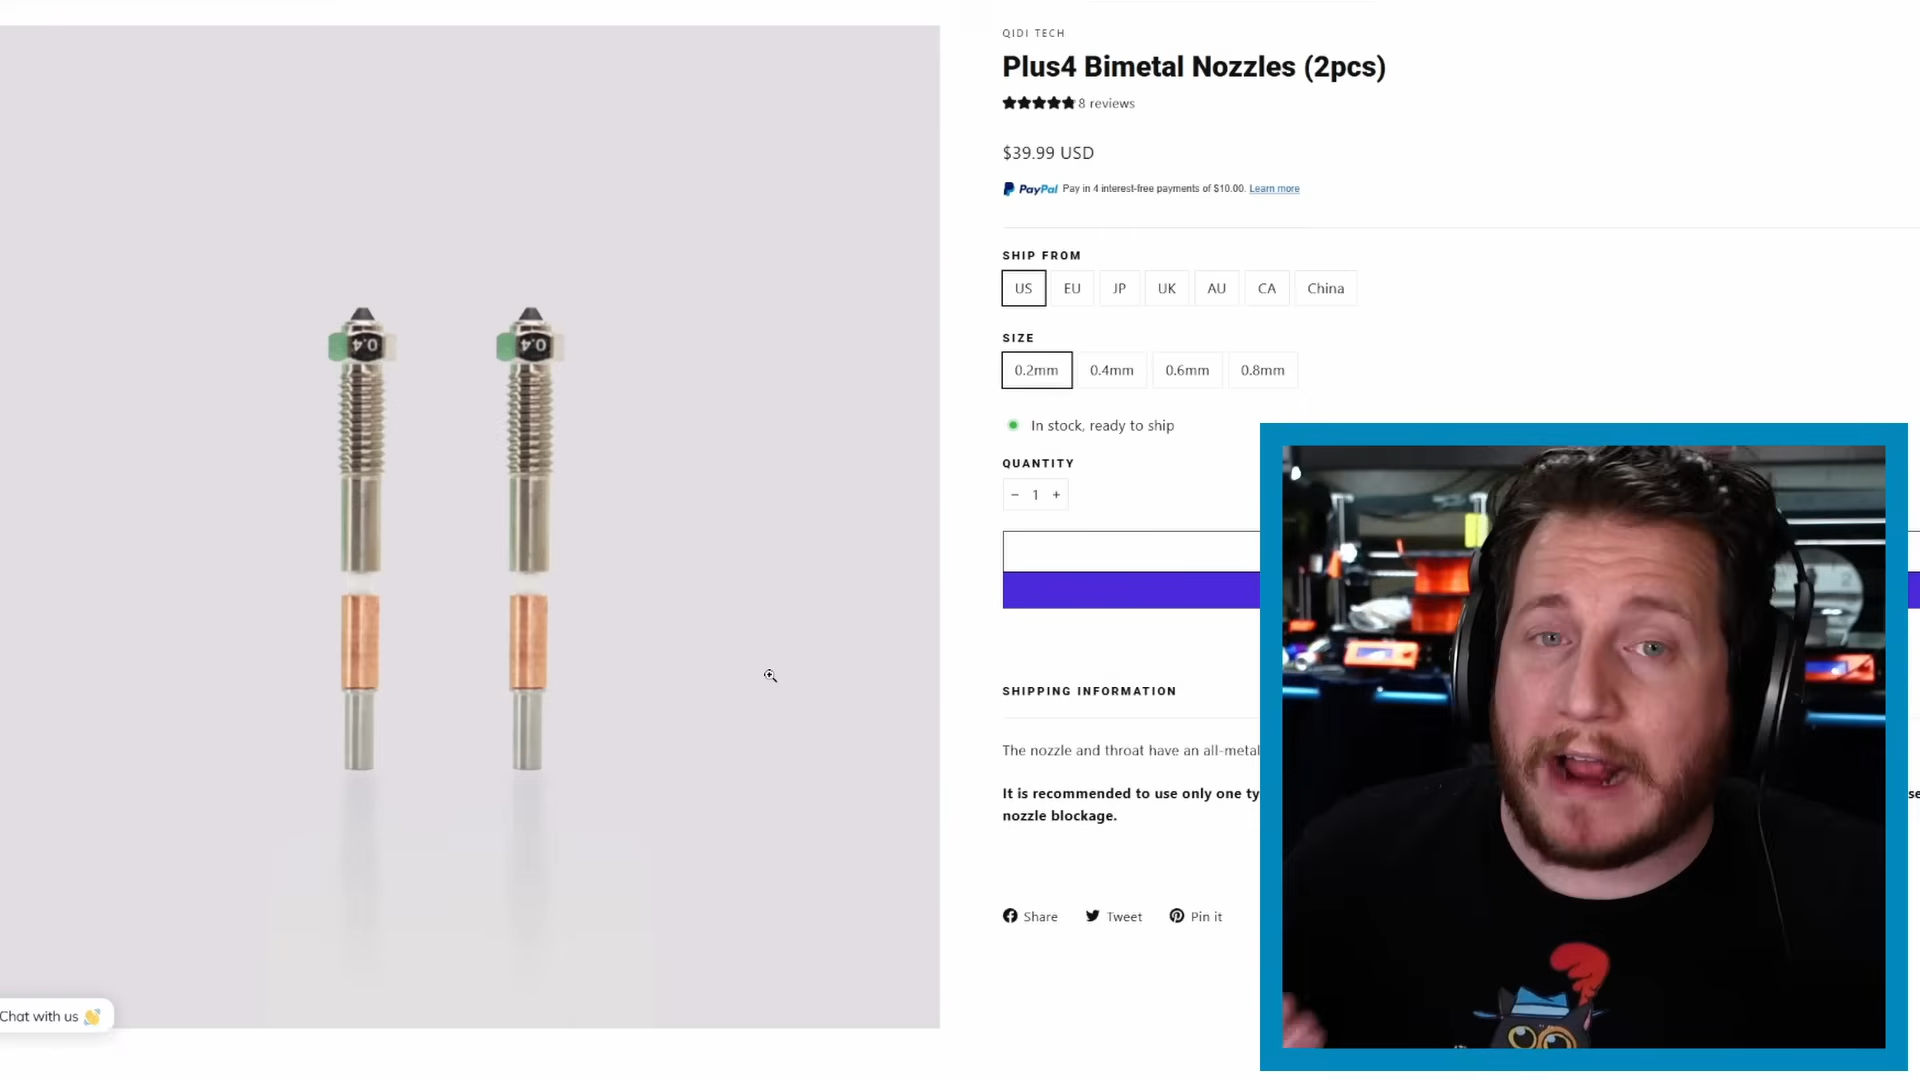 QIDI TECH
Plus4 Bimetal Nozzles (2pcs)
8 reviews
$39.99 USD
PayPal Pay in 4 interest-free payments of $10.00. Learn more
SHIP FROM
US EU JP UK AU CA China
SIZE
0.2mm 0.4mm 0.6mm 0.8mm
0.4 0.4
In stock, ready to ship
QUANTITY
− 1 +
SHIPPING INFORMATION
The nozzle and throat have an all-metal
It is recommended to use only one ty
nozzle blockage.
Share Tweet Pin it
Chat with us